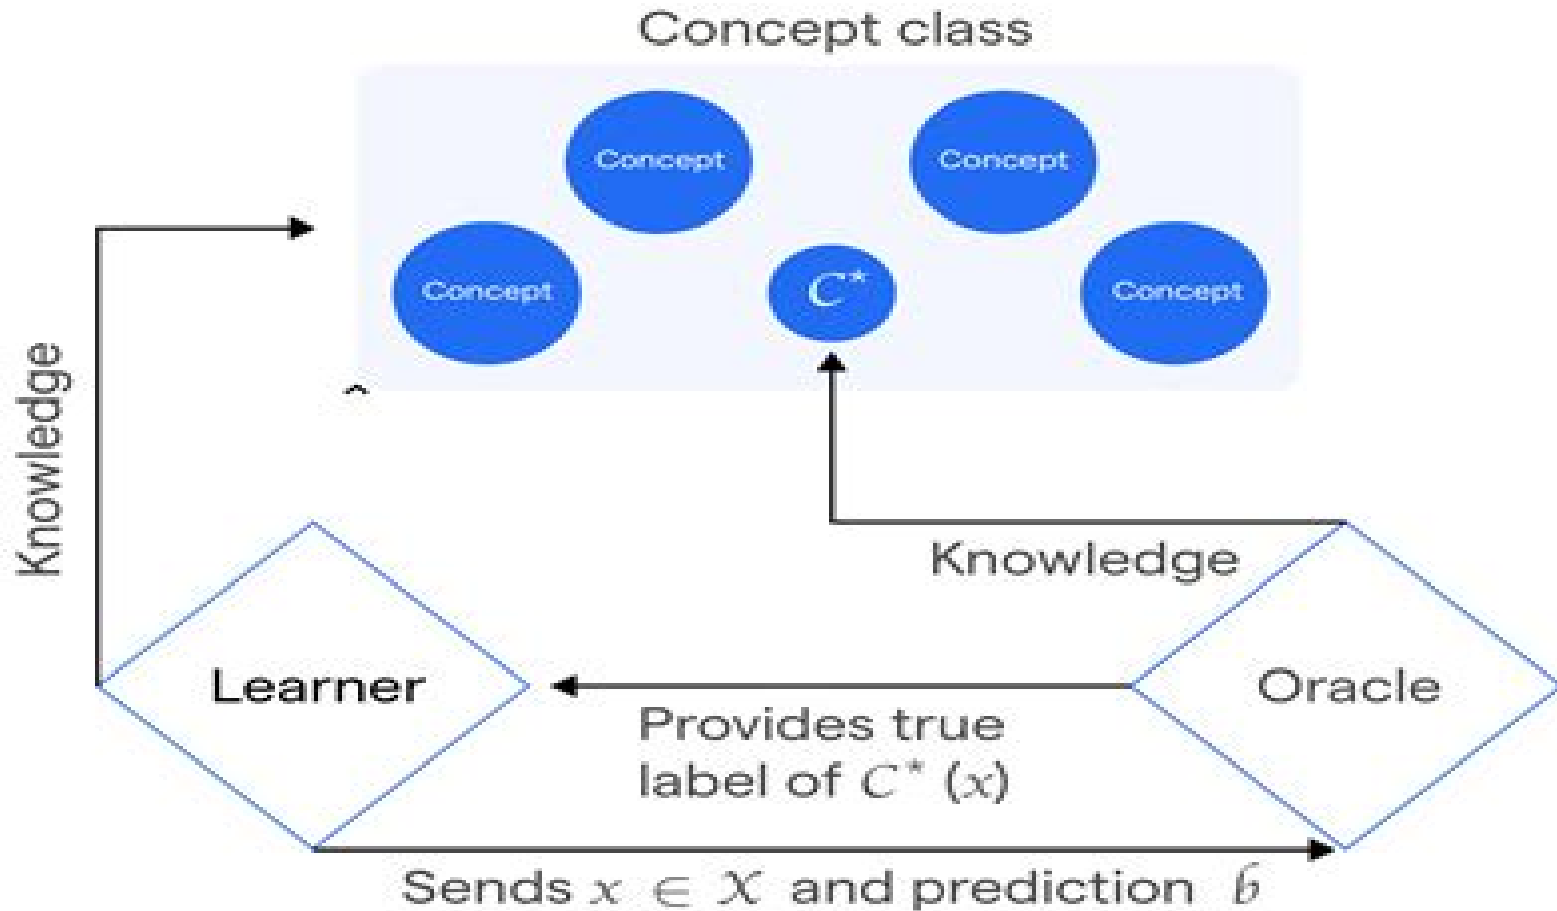 Concept class
Concept
Concept
Concept
C*
Concept
Knowledge
Knowledge
Learner
Oracle
Provides true
label of C* (x)
Sends x ∈ X and prediction b̂